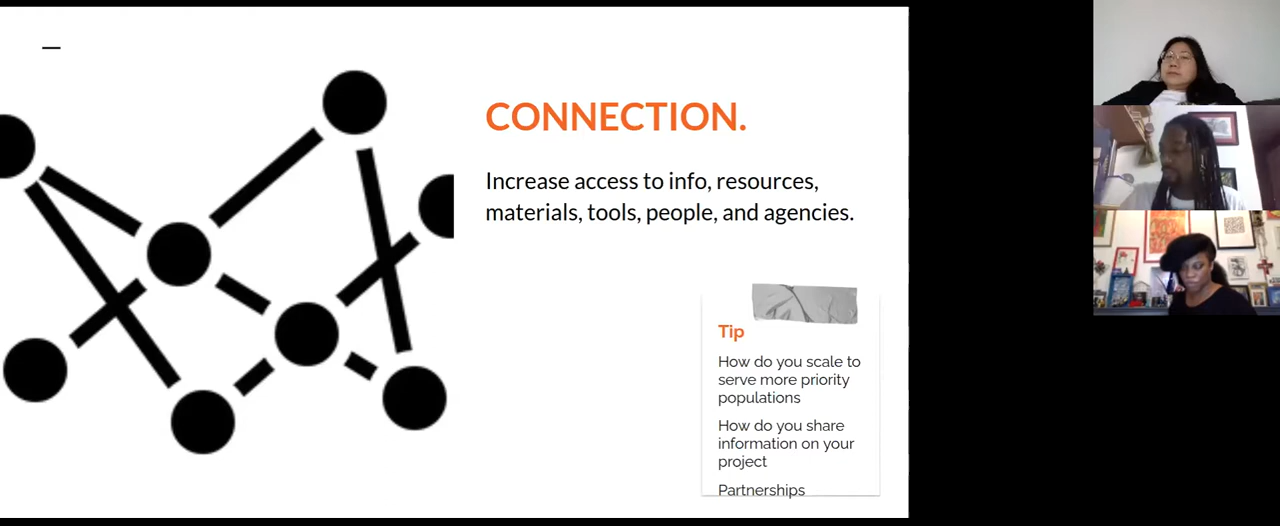 CONNECTION.
Increase access to info, resources,
materials, tools, people, and agencies.
Tip
How do you scale to
serve more priority
populations
How do you share
information on your
project
Partnerships